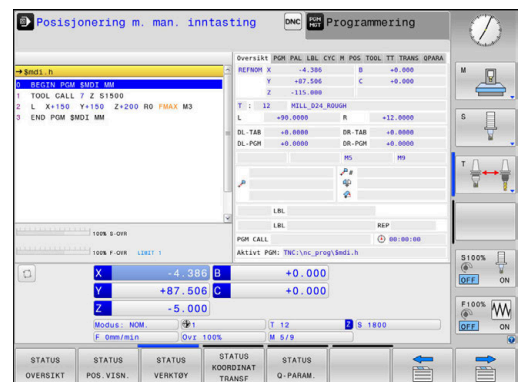 Posisjonering m. man. inntasting
DNC
PGM MGT
Programmering
→$mdi.h
0 BEGIN PGM $MDI MM
1 TOOL CALL 7 Z S1500
2 L X+150 Y+150 Z+200 R0 FMAX M3
3 END PGM $MDI MM
Oversikt PGM PAL LBL CYC M POS TOOL TT TRANS QPARA
REFNOM X -4.386 B +0.000
Y +87.506 C +0.000
Z -115.000
T : 12 MILL_D24_ROUGH
L +90.0000 R +12.0000
DL-TAB +0.0000 DR-TAB +0.0000
DL-PGM +0.0000 DR-PGM +0.0000
M5 M9
LBL
LBL REP
PGM CALL 00:00:00
Aktivt PGM: TNC:\nc_prog\$mdi.h
100% S-OVR
100% F-OVR LIMIT 1
X -4.386 B +0.000
Y +87.506 C +0.000
Z -5.000
Modus: NOM. 1 T 12 Z S 1800
F 0mm/min Ovr 100% M 5/9
M
S
T
S100%
OFF ON
F100%
OFF ON
STATUS OVERSIKT
STATUS POS.VISN.
STATUS VERKTØY
STATUS KOORDINAT TRANSF
STATUS Q-PARAM.